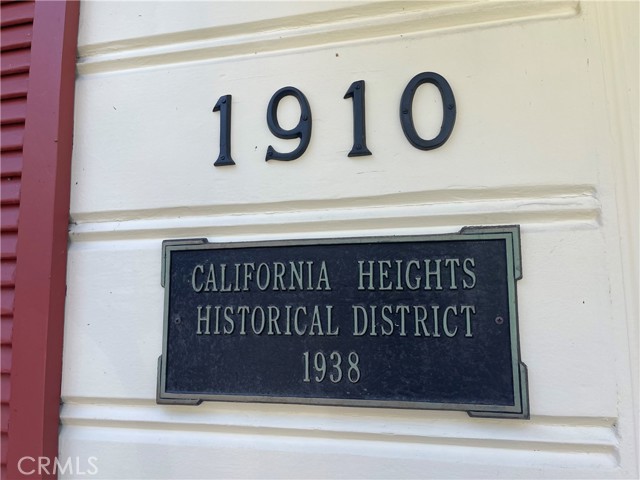 1910
CALIFORNIA HEIGHTS
HISTORICAL DISTRICT
1938
CRMLS